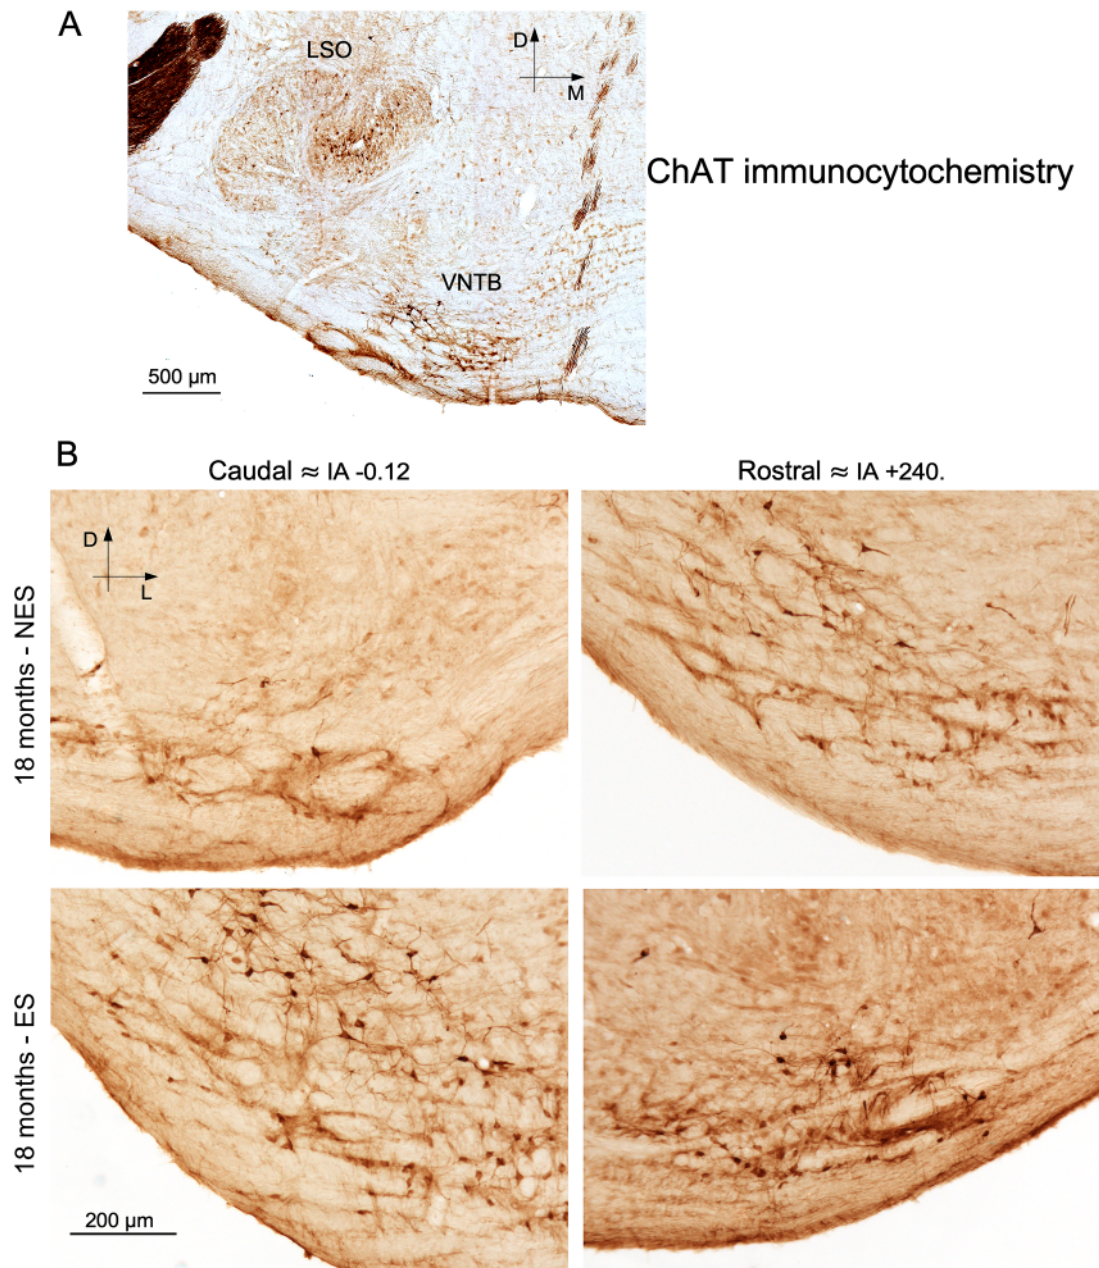 A
LSO
D
M
ChAT immunocytochemistry
VNTB
500 µm
B
Caudal ≈ IA -0.12
Rostral ≈ IA +240.
18 months - NES
D
L
18 months - ES
200 µm